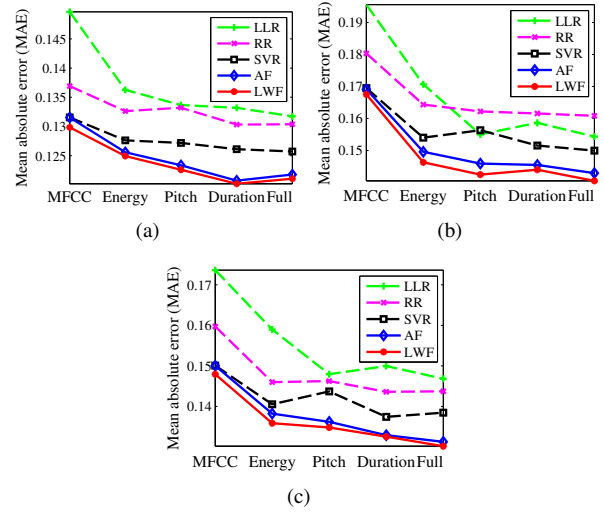 Mean absolute error (MAE)
0.145
0.14
0.135
0.13
0.125
MFCC Energy Pitch Duration Full
LLR
RR
SVR
AF
LWF
(a)
Mean absolute error (MAE)
0.19
0.18
0.17
0.16
0.15
MFCC Energy Pitch Duration Full
LLR
RR
SVR
AF
LWF
(b)
Mean absolute error (MAE)
0.17
0.16
0.15
0.14
MFCC Energy Pitch Duration Full
LLR
RR
SVR
AF
LWF
(c)